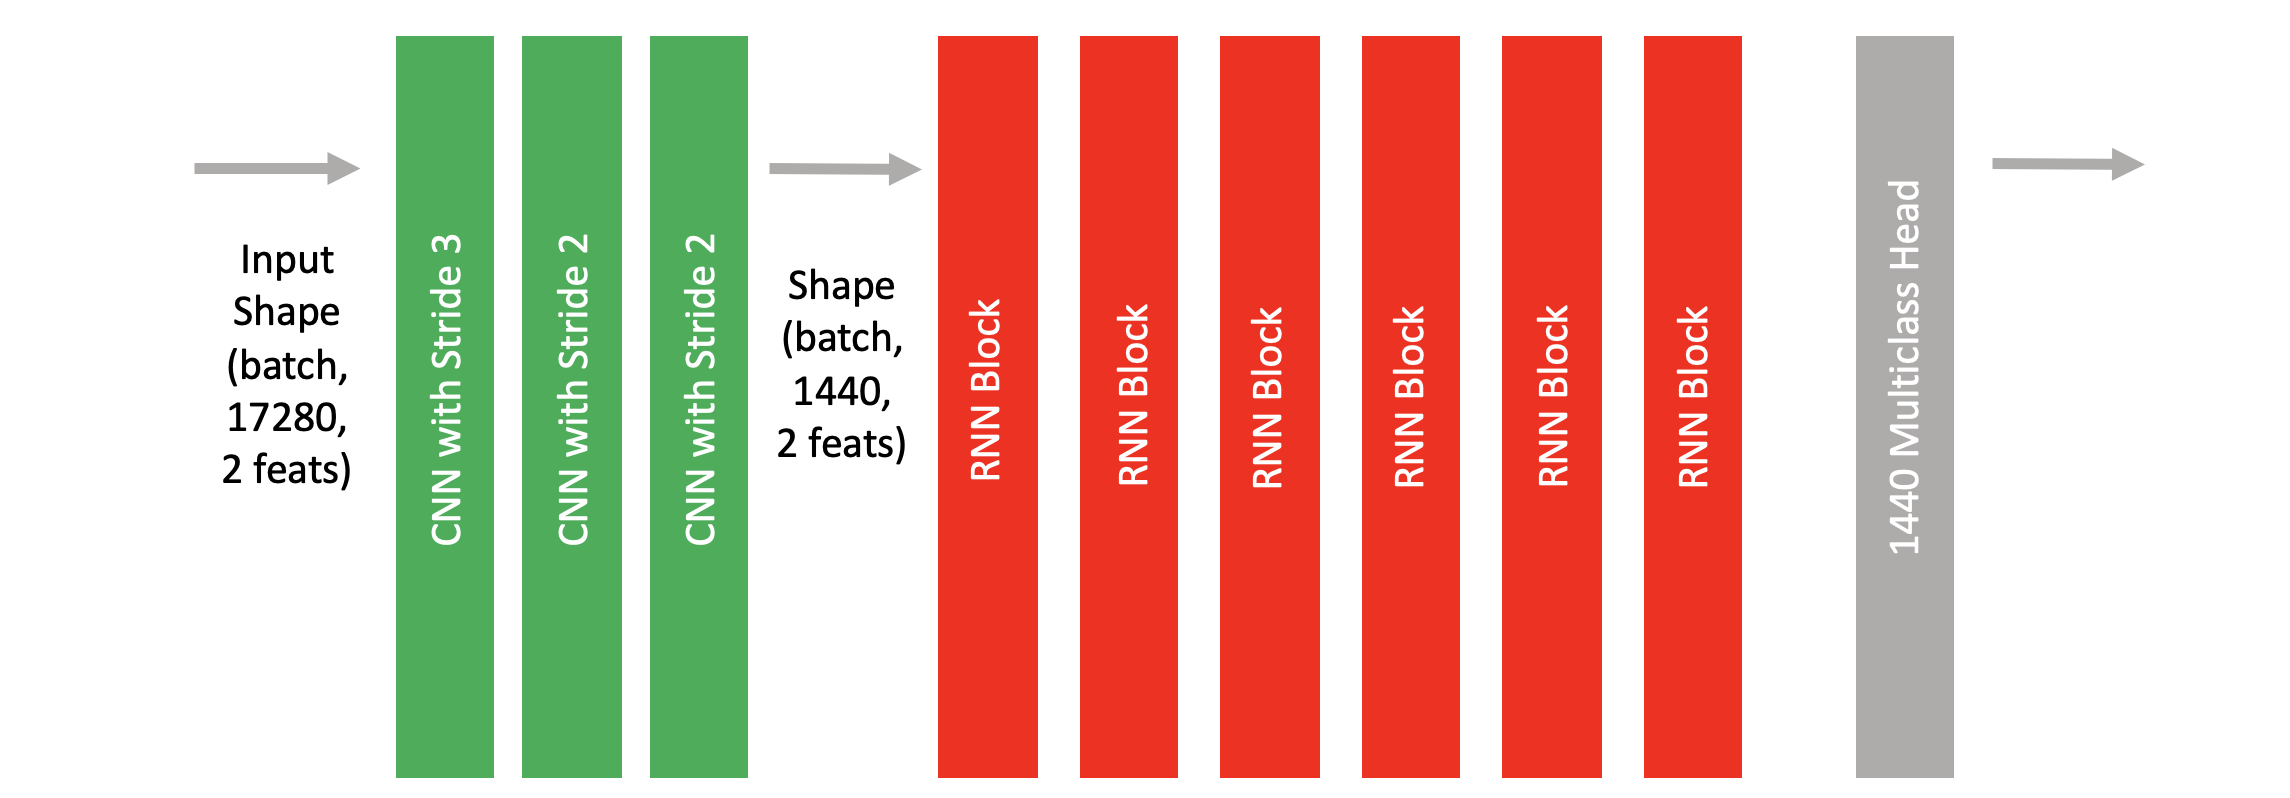 Input
Shape
(batch,
17280,
2 feats)
CNN with Stride 3
CNN with Stride 2
CNN with Stride 2
Shape
(batch,
1440,
2 feats)
RNN Block
RNN Block
RNN Block
RNN Block
RNN Block
RNN Block
1440 Multiclass Head